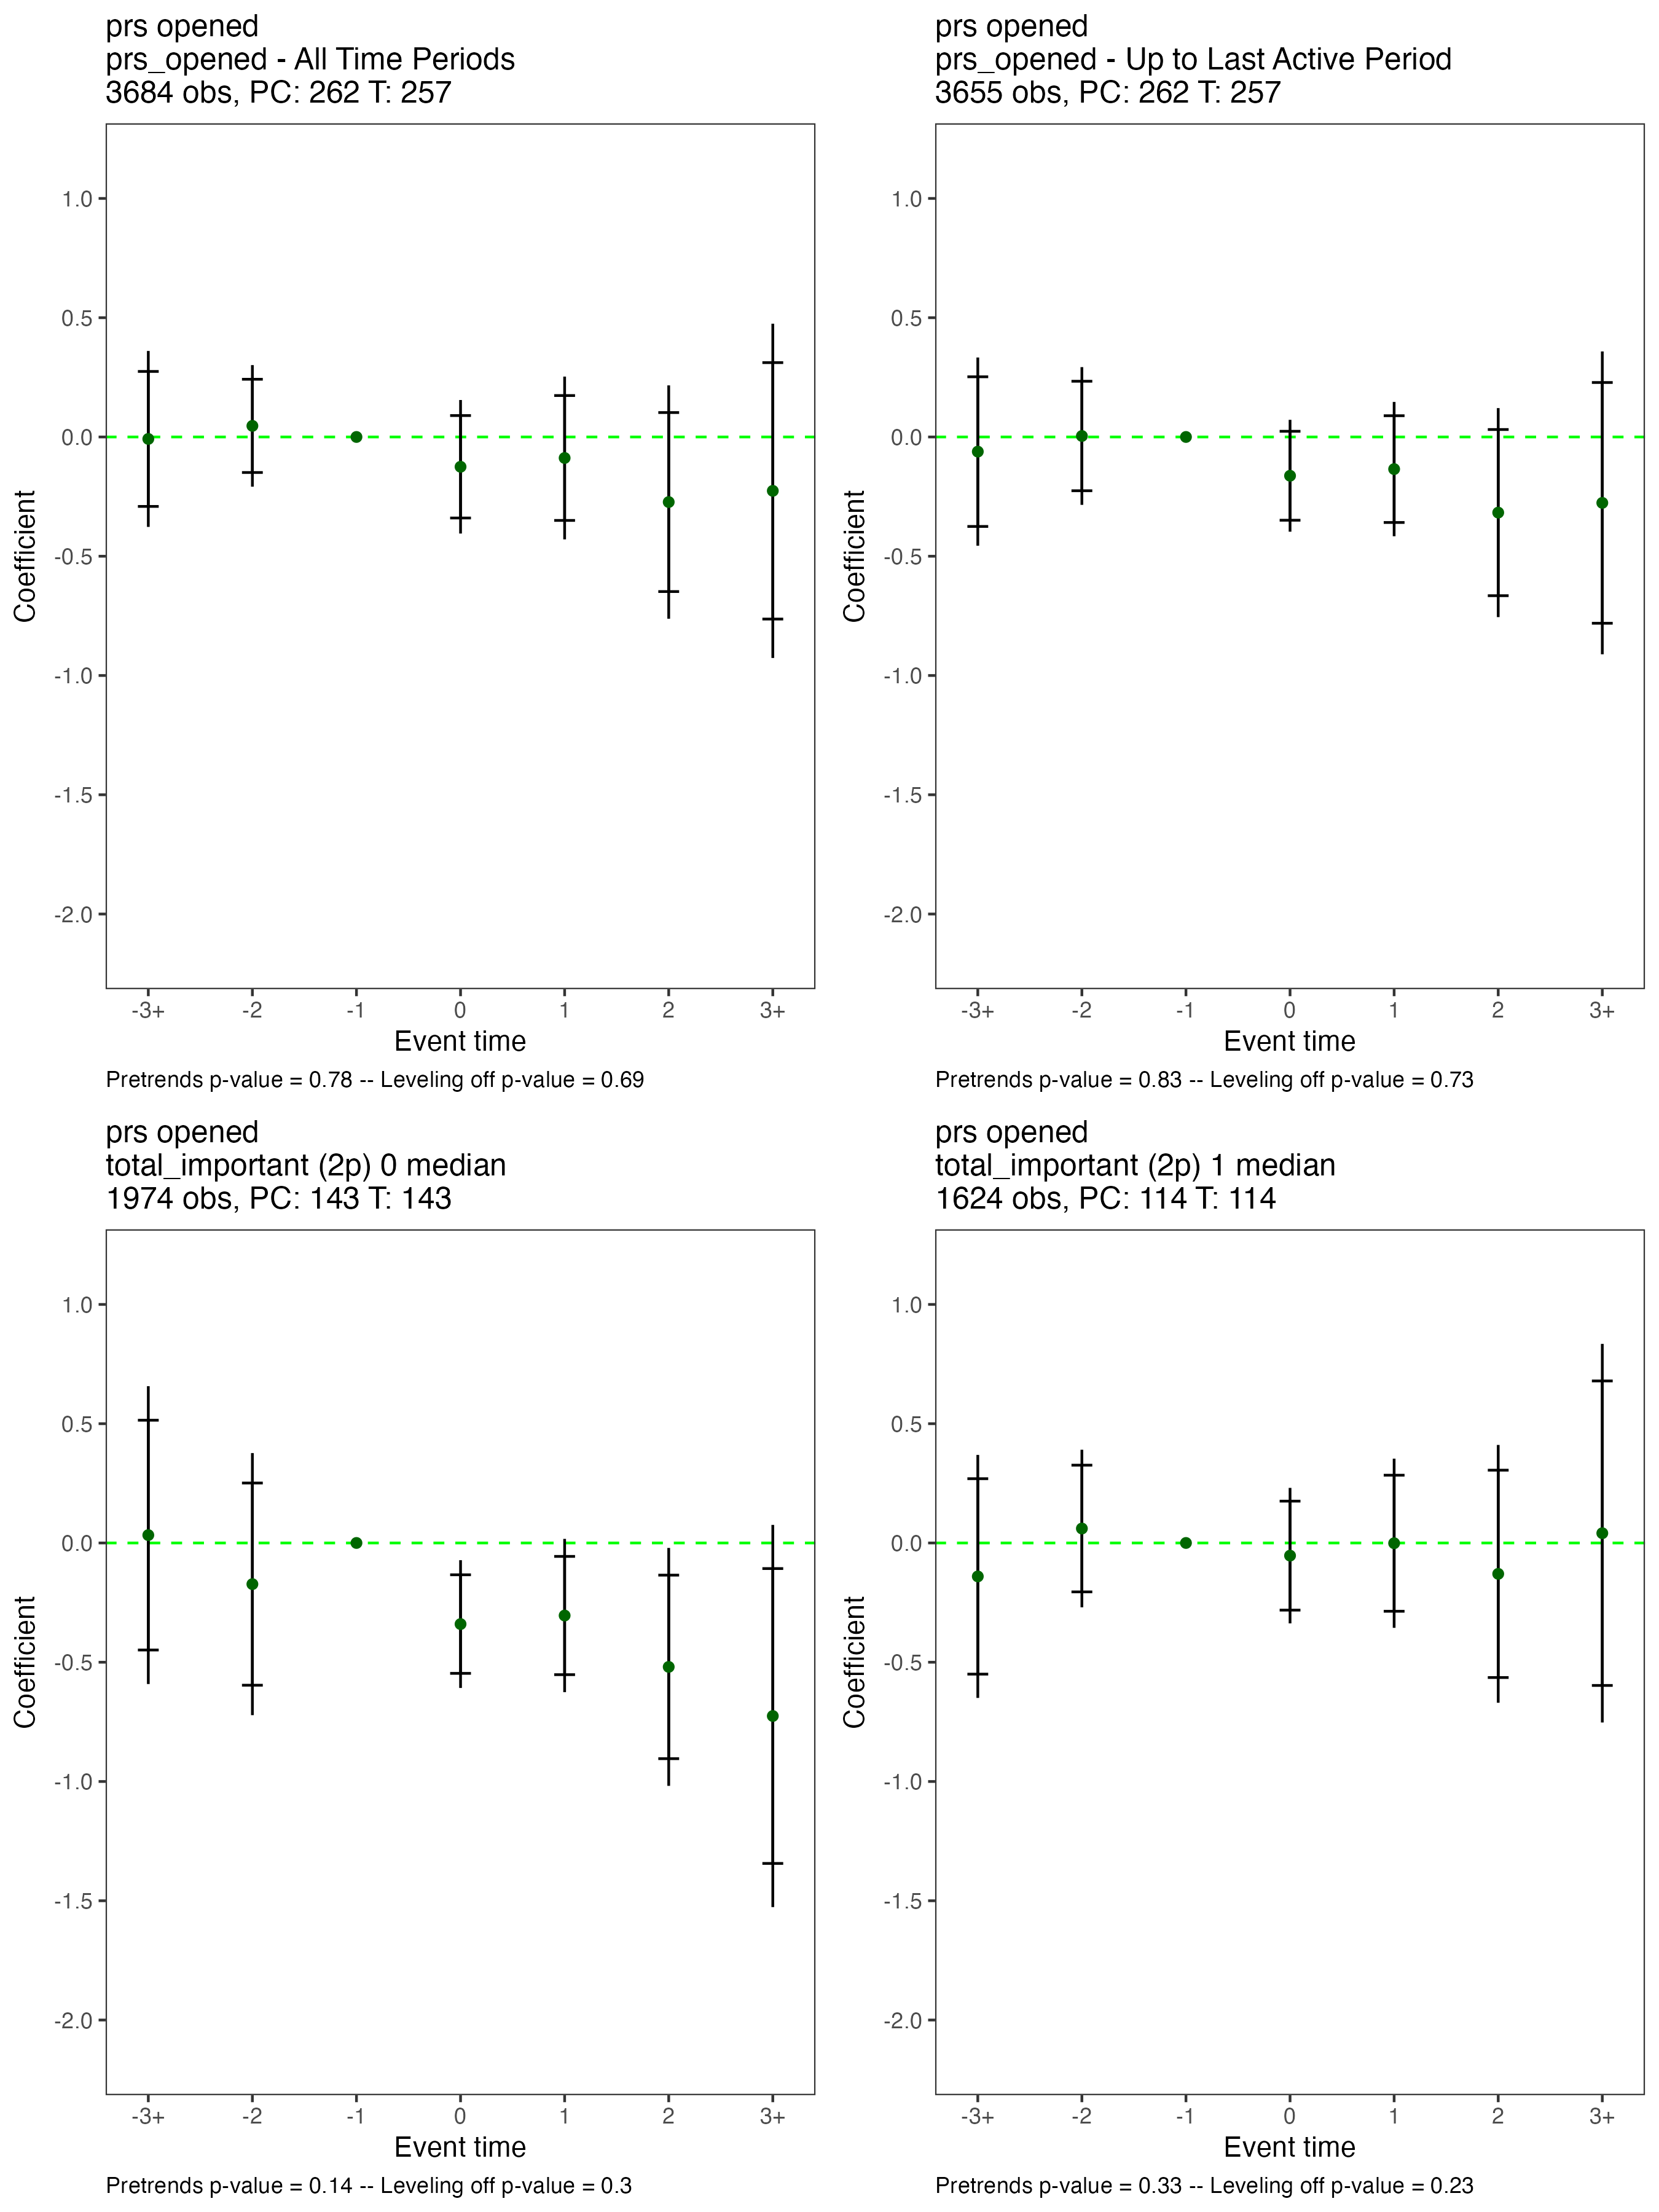 prs opened
prs_opened - All Time Periods
3684 obs, PC: 262 T: 257
Coefficient
1.0
0.5
0.0
-0.5
-1.0
-1.5
-2.0
-3+ -2 -1 0 1 2 3+
Event time
Pretrends p-value = 0.78 -- Leveling off p-value = 0.69
prs opened
prs_opened - Up to Last Active Period
3655 obs, PC: 262 T: 257
Coefficient
1.0
0.5
0.0
-0.5
-1.0
-1.5
-2.0
-3+ -2 -1 0 1 2 3+
Event time
Pretrends p-value = 0.83 -- Leveling off p-value = 0.73
prs opened
total_important (2p) 0 median
1974 obs, PC: 143 T: 143
Coefficient
1.0
0.5
0.0
-0.5
-1.0
-1.5
-2.0
-3+ -2 -1 0 1 2 3+
Event time
Pretrends p-value = 0.14 -- Leveling off p-value = 0.3
prs opened
total_important (2p) 1 median
1624 obs, PC: 114 T: 114
Coefficient
1.0
0.5
0.0
-0.5
-1.0
-1.5
-2.0
-3+ -2 -1 0 1 2 3+
Event time
Pretrends p-value = 0.33 -- Leveling off p-value = 0.23